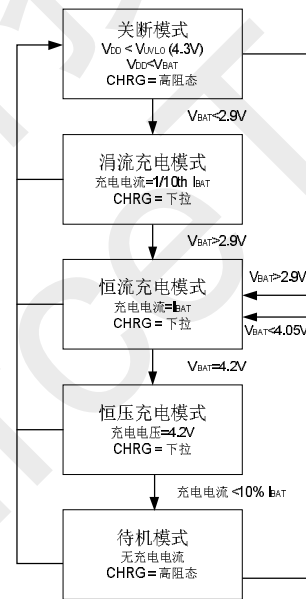 关断模式
VDD < VUVLO (4.3V)
VDD<VBAT
CHRG = 高阻态
VBAT<2.9V
涓流充电模式
充电电流=1/10th IBAT
CHRG = 下拉
VBAT>2.9V
恒流充电模式
充电电流=IBAT
CHRG = 下拉
VBAT>2.9V
VBAT<4.05V
VBAT=4.2V
恒压充电模式
充电电压=4.2V
CHRG = 下拉
充电电流 <10% IBAT
待机模式
无充电电流
CHRG = 高阻态